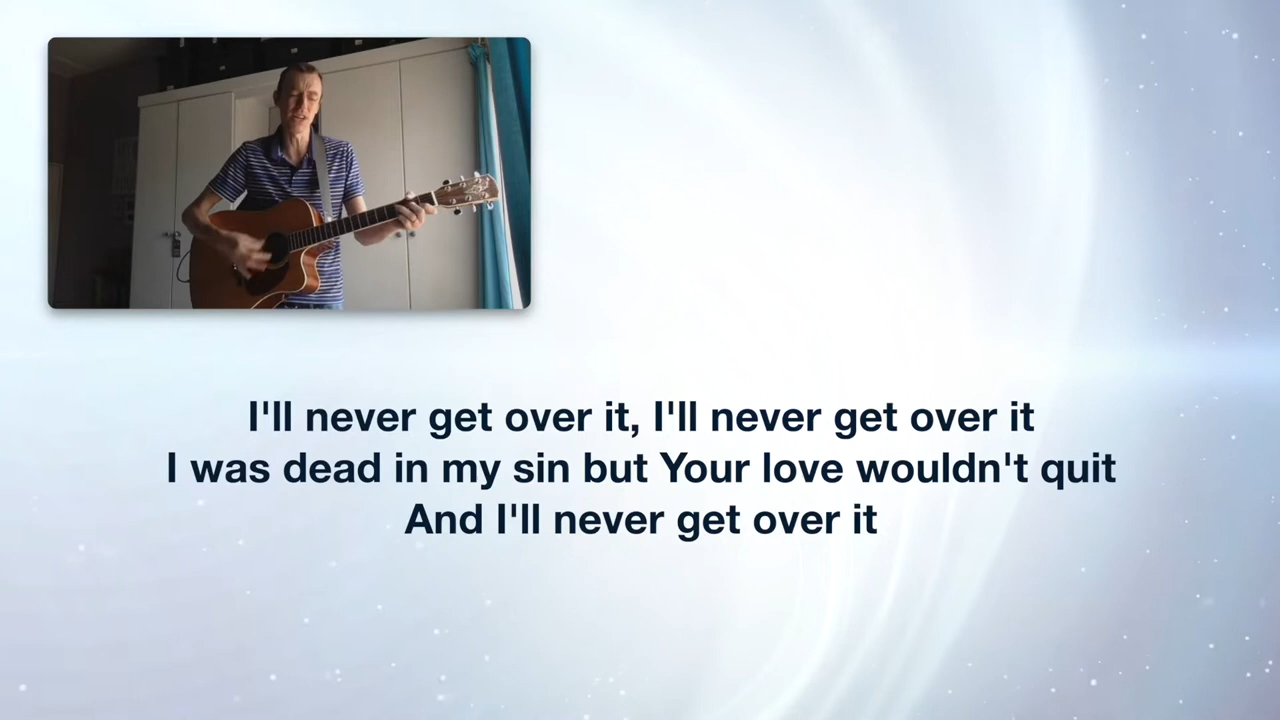 I'll never get over it, I'll never get over it
I was dead in my sin but Your love wouldn't quit
And I'll never get over it